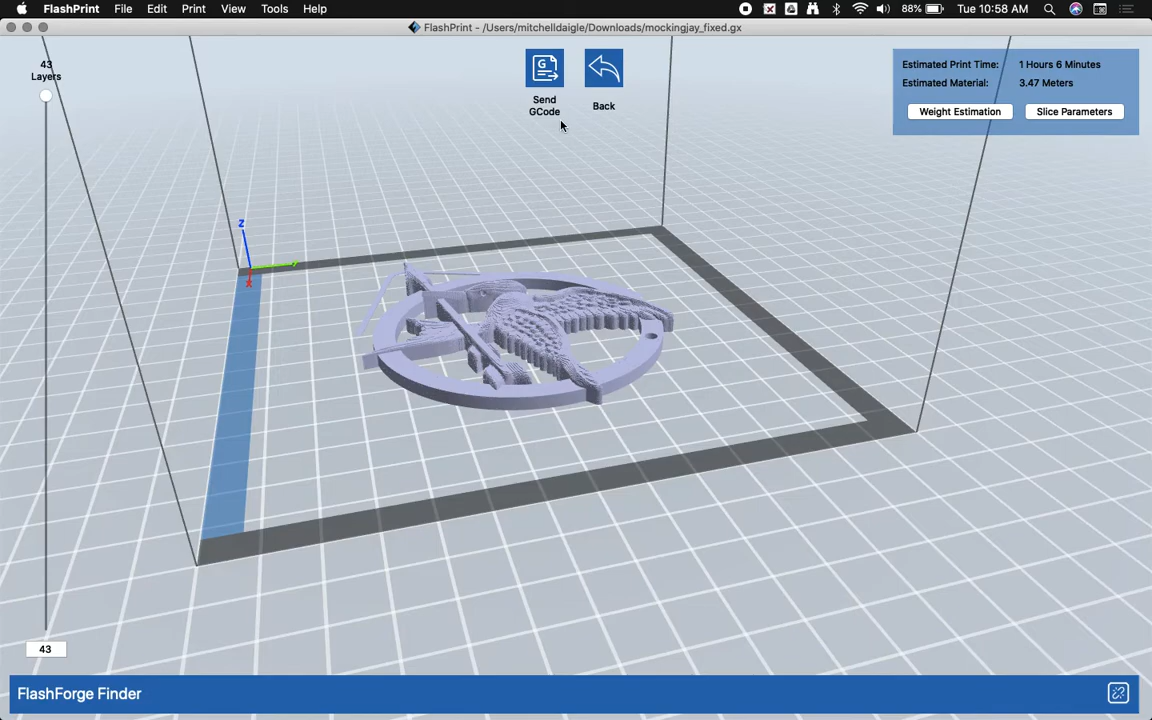 FlashPrint File Edit Print View Tools Help 88% Tue 10:58 AM
FlashPrint - /Users/mitchelldaigle/Downloads/mockingjay_fixed.gx
43
Layers
Send
GCode
Back
Estimated Print Time: 1 Hours 6 Minutes
Estimated Material: 3.47 Meters
Weight Estimation Slice Parameters
Z
Y
X
43
FlashForge Finder